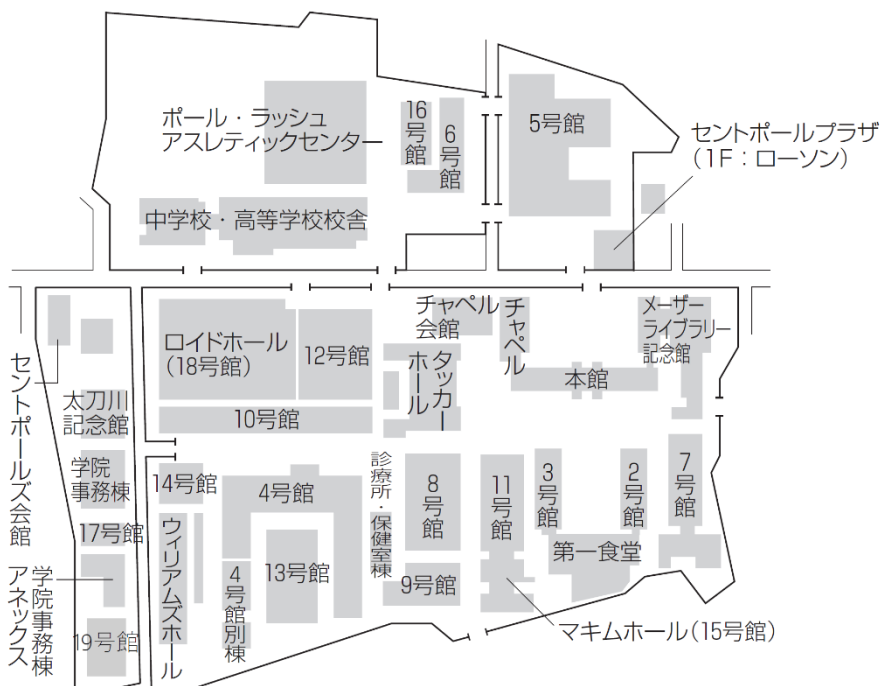 ポール・ラッシュ
アスレティックセンター
16号館
6号館
5号館
セントポールプラザ
(1F：ローソン)
中学校・高等学校校舎
チャペル
会館
チャペル
メーザー
ライブラリー
記念館
ロイドホール
(18号館)
12号館
タッカー
ホール
本館
10号館
セントポールズ会館
太刀川
記念館
学院
事務棟
17号館
学院事務棟
アネックス
19号館
14号館
ウィリアムズホール
4号館
4号館別棟
13号館
診療所・保健室棟
8号館
9号館
11号館
3号館
2号館
7号館
第一食堂
マキムホール(15号館)